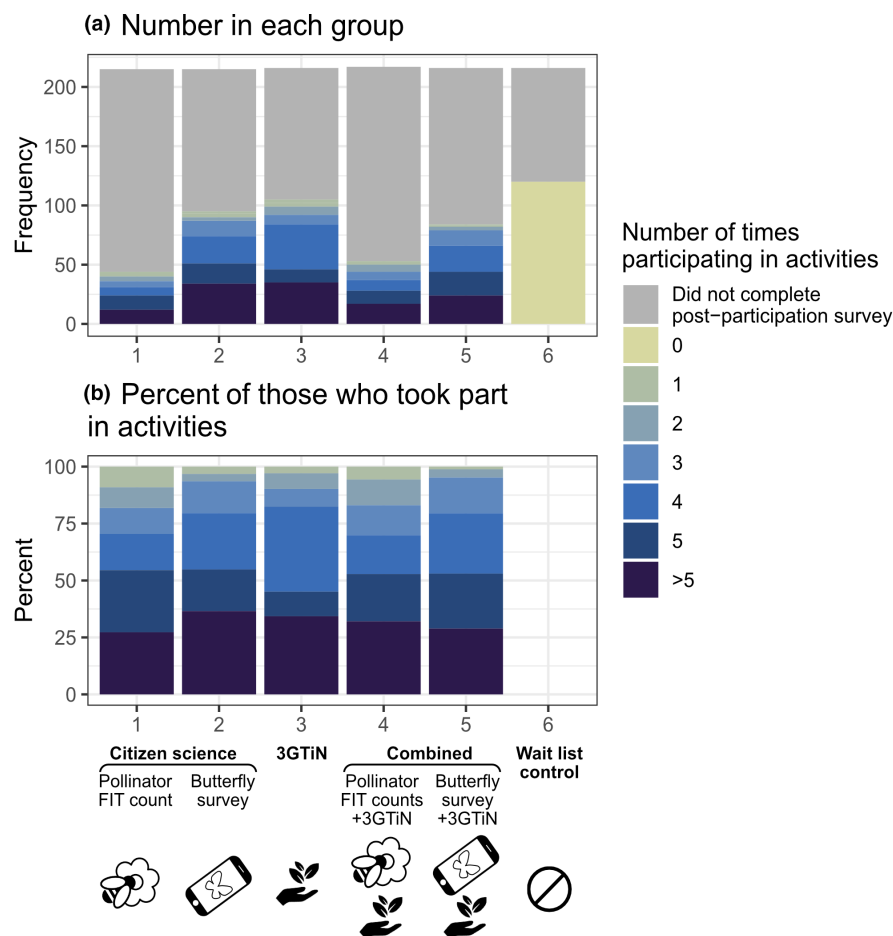 (a) Number in each group
Frequency
200
150
100
50
0
1 2 3 4 5 6
(b) Percent of those who took part
in activities
Percent
100
75
50
25
0
1 2 3 4 5 6
Citizen science 3GTiN Combined Wait list
control
Pollinator
FIT count
Butterfly
survey
Pollinator
FIT counts
+3GTiN
Butterfly
survey
+3GTiN
Number of times
participating in activities
Did not complete
post−participation survey
0
1
2
3
4
5
>5